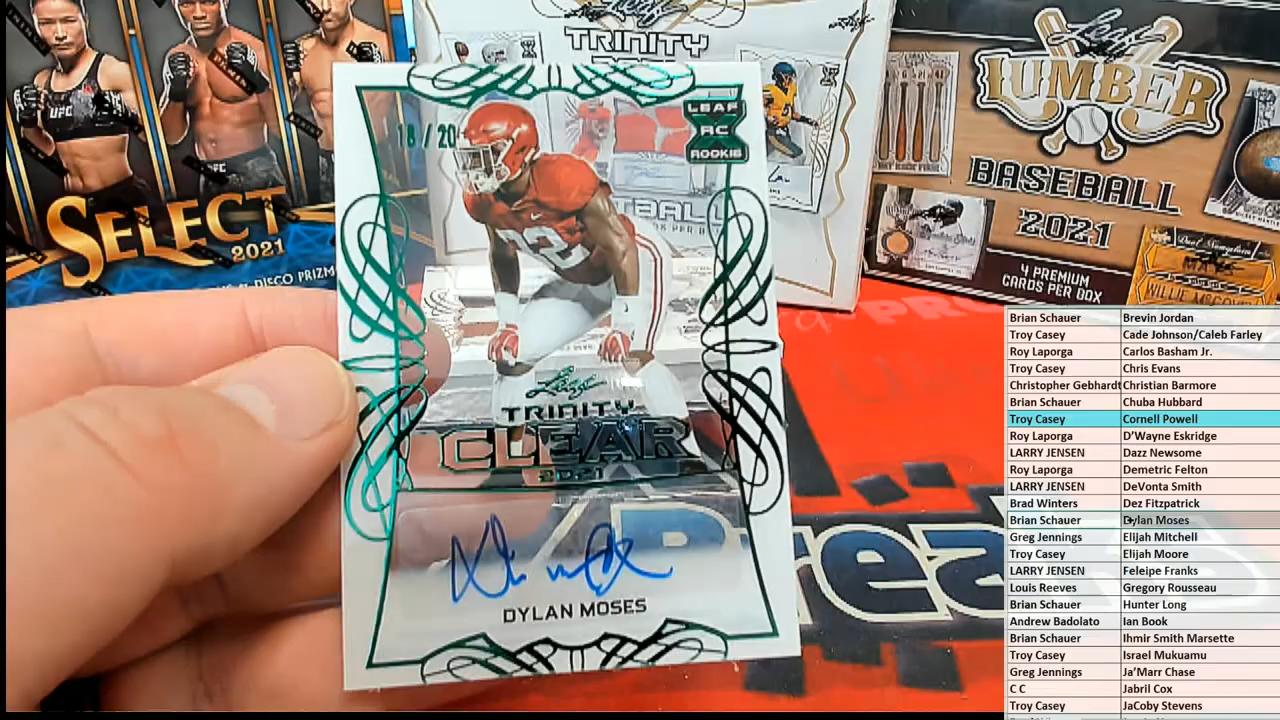 UFC
SELECT
2021
Leaf
TRINITY
Leaf
LUMBER
BASEBALL
2021
4 PREMIUM
CARDS PER BOX
18 / 20
LEAF
RC
ROOKIE
Leaf
TRINITY
CLEAR
2021
DYLAN MOSES
Brian Schauer Brevin Jordan
Troy Casey Cade Johnson/Caleb Farley
Roy Laporga Carlos Basham Jr.
Troy Casey Chris Evans
Christopher Gebhardt Christian Barmore
Brian Schauer Chuba Hubbard
Troy Casey Cornell Powell
Roy Laporga D'Wayne Eskridge
LARRY JENSEN Dazz Newsome
Roy Laporga Demetric Felton
LARRY JENSEN DeVonta Smith
Brad Winters Dez Fitzpatrick
Brian Schauer Dylan Moses
Greg Jennings Elijah Mitchell
Troy Casey Elijah Moore
LARRY JENSEN Feleipe Franks
Louis Reeves Gregory Rousseau
Brian Schauer Hunter Long
Andrew Badolato Ian Book
Brian Schauer Ihmir Smith Marsette
Troy Casey Israel Mukuamu
Greg Jennings Ja'Marr Chase
C C Jabril Cox
Troy Casey JaCoby Stevens